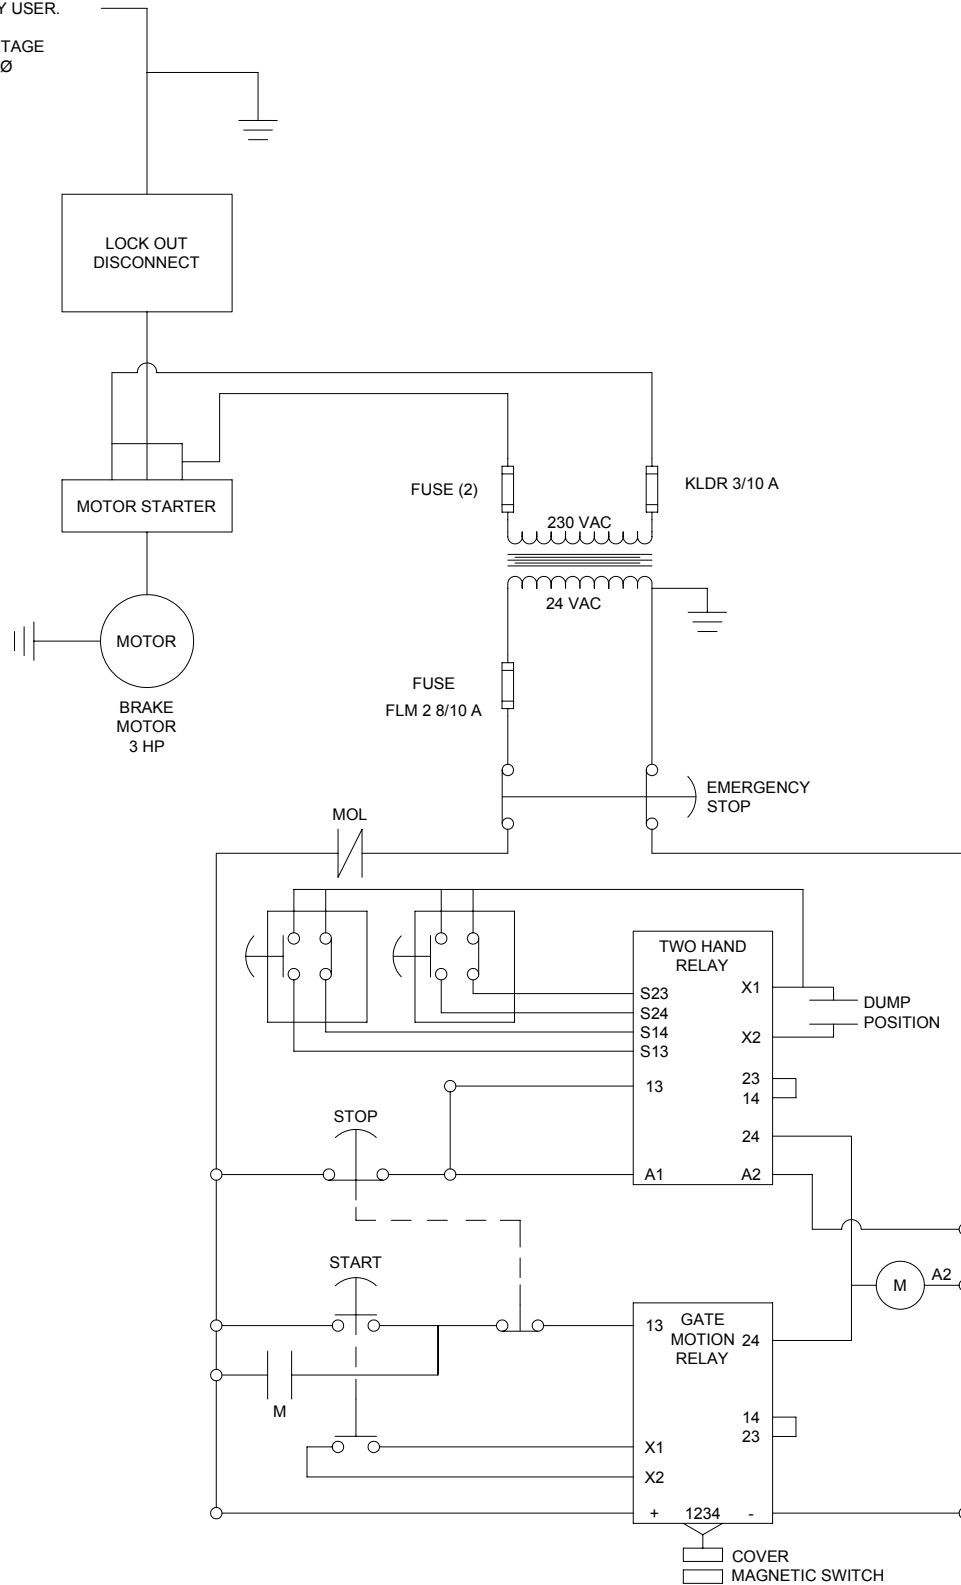 Y USER.
TAGE
Ø
LOCK OUT
DISCONNECT
FUSE (2)
KLDR 3/10 A
MOTOR STARTER
230 VAC
24 VAC
MOTOR
BRAKE
MOTOR
3 HP
FUSE
FLM 2 8/10 A
EMERGENCY
STOP
MOL
TWO HAND
RELAY
S23
S24
S14
S13
X1
X2
DUMP
POSITION
13
23
14
24
STOP
A1
A2
START
M
A2
13
GATE
MOTION
RELAY
24
M
14
23
X1
X2
+
1234
-
COVER
MAGNETIC SWITCH